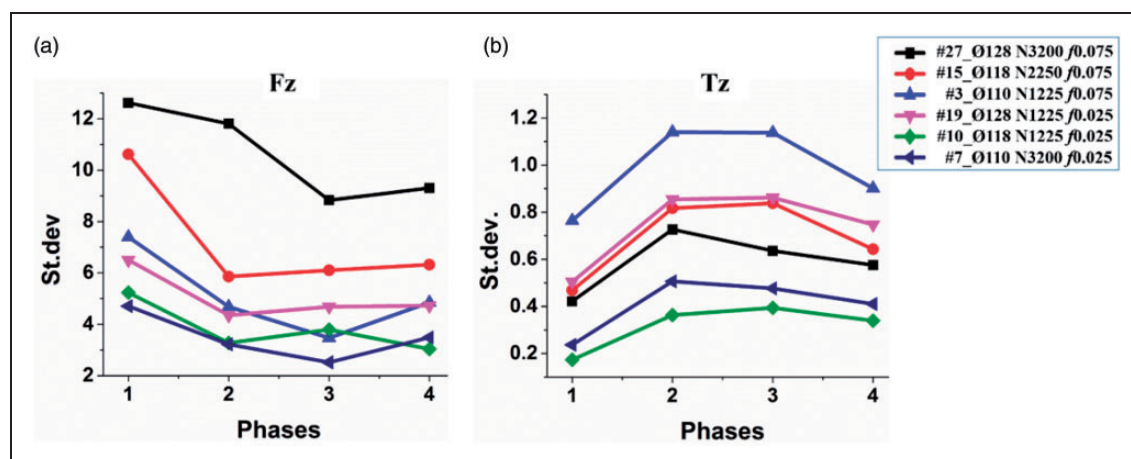 (a)
Fz
St.dev.
12
10
8
6
4
2
1 2 3 4
Phases
(b)
Tz
St.dev.
1.2
1.0
0.8
0.6
0.4
0.2
1 2 3 4
Phases
#27_Ø128 N3200 f0.075
#15_Ø118 N2250 f0.075
#3_Ø110 N1225 f0.075
#19_Ø128 N1225 f0.025
#10_Ø118 N1225 f0.025
#7_Ø110 N3200 f0.025